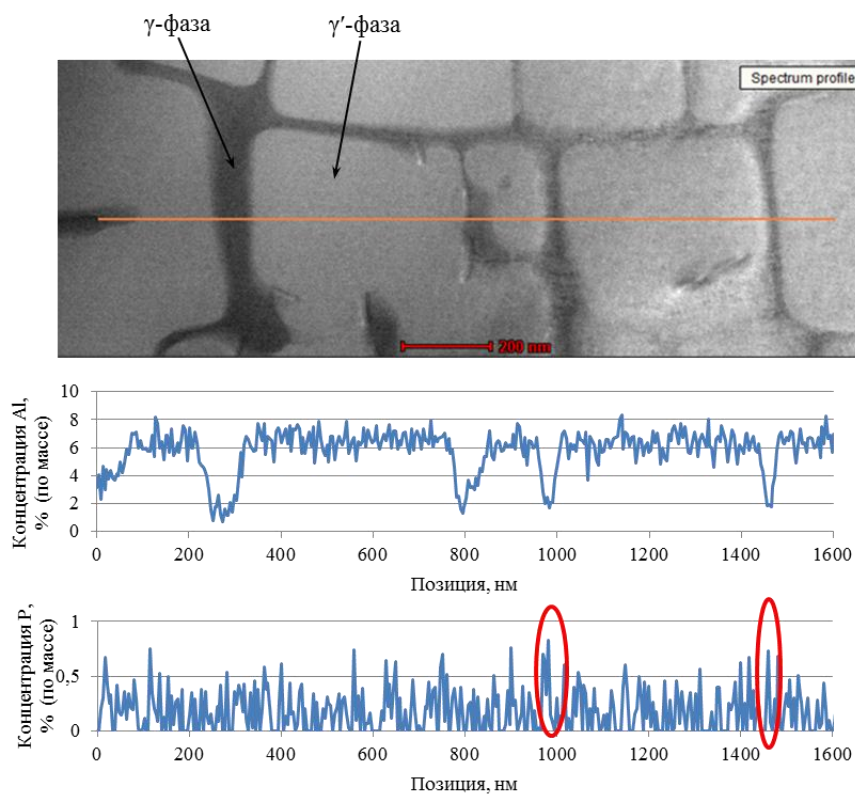 γ-фаза γ′-фаза
Spectrum profile
200 nm
Концентрация Al,
% (по массе)
10
8
6
4
2
0
0 200 400 600 800 1000 1200 1400 1600
Позиция, нм
Концентрация P,
% (по массе)
1
0,5
0
0 200 400 600 800 1000 1200 1400 1600
Позиция, нм